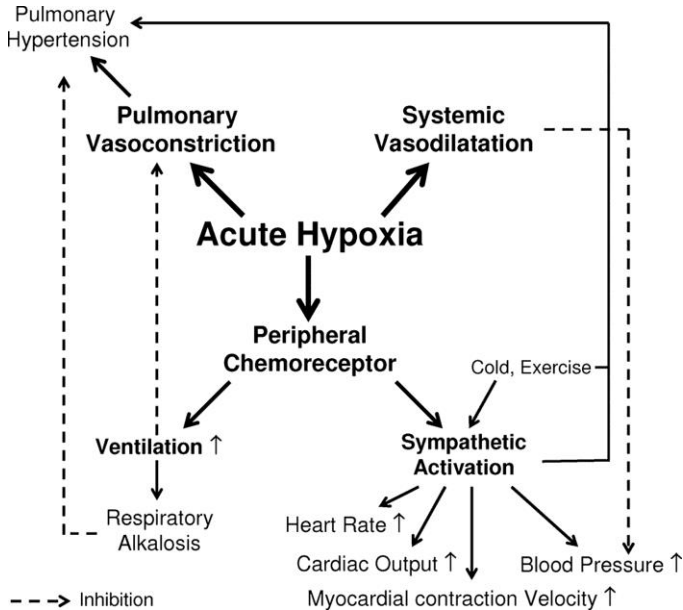 Pulmonary
Hypertension
Pulmonary
Vasoconstriction
Systemic
Vasodilatation
Acute Hypoxia
Peripheral
Chemoreceptor
Cold, Exercise
Ventilation ↑
Sympathetic
Activation
Respiratory
Alkalosis
Heart Rate ↑
Cardiac Output ↑
Blood Pressure ↑
Myocardial contraction Velocity ↑
Inhibition